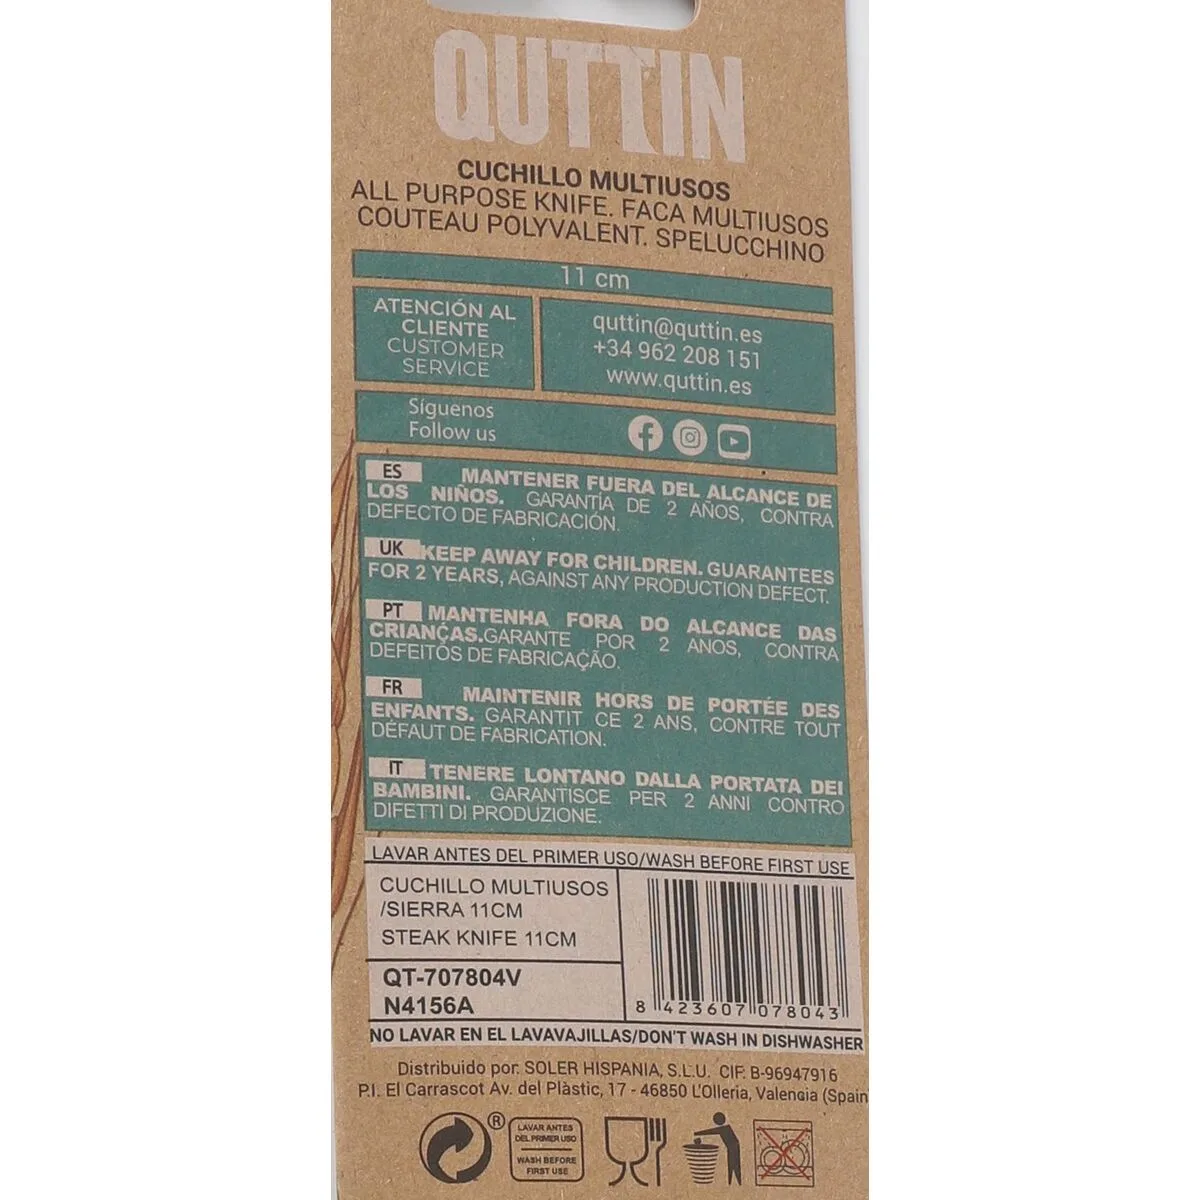 QUTTIN
CUCHILLO MULTIUSOS
ALL PURPOSE KNIFE. FACA MULTIUSOS
COUTEAU POLYVALENT. SPELUCCHINO
11 cm
ATENCIÓN AL
CLIENTE
CUSTOMER
SERVICE
quttin@quttin.es
+34 962 208 151
www.quttin.es
Síguenos
Follow us
ES MANTENER FUERA DEL ALCANCE DE
LOS NIÑOS. GARANTÍA DE 2 AÑOS, CONTRA
DEFECTO DE FABRICACIÓN.
UK KEEP AWAY FOR CHILDREN. GUARANTEES
FOR 2 YEARS, AGAINST ANY PRODUCTION DEFECT.
PT MANTENHA FORA DO ALCANCE DAS
CRIANÇAS.GARANTE POR 2 ANOS, CONTRA
DEFEITOS DE FABRICAÇÃO.
FR MAINTENIR HORS DE PORTÉE DES
ENFANTS. GARANTIT CE 2 ANS, CONTRE TOUT
DÉFAUT DE FABRICATION.
IT TENERE LONTANO DALLA PORTATA DEI
BAMBINI. GARANTISCE PER 2 ANNI CONTRO
DIFETTI DI PRODUZIONE.
LAVAR ANTES DEL PRIMER USO/WASH BEFORE FIRST USE
CUCHILLO MULTIUSOS
/SIERRA 11CM
STEAK KNIFE 11CM
QT-707804V
N4156A
8 423607 078043
NO LAVAR EN EL LAVAVAJILLAS/DON'T WASH IN DISHWASHER
Distribuido por: SOLER HISPANIA, S.L.U. CIF: B-96947916
P.I. El Carrascot Av. del Plàstic, 17 - 46850 L'Olleria, Valencia (Spain
®
LAVAR ANTES
DEL PRIMER USO
WASH BEFORE
FIRST USE